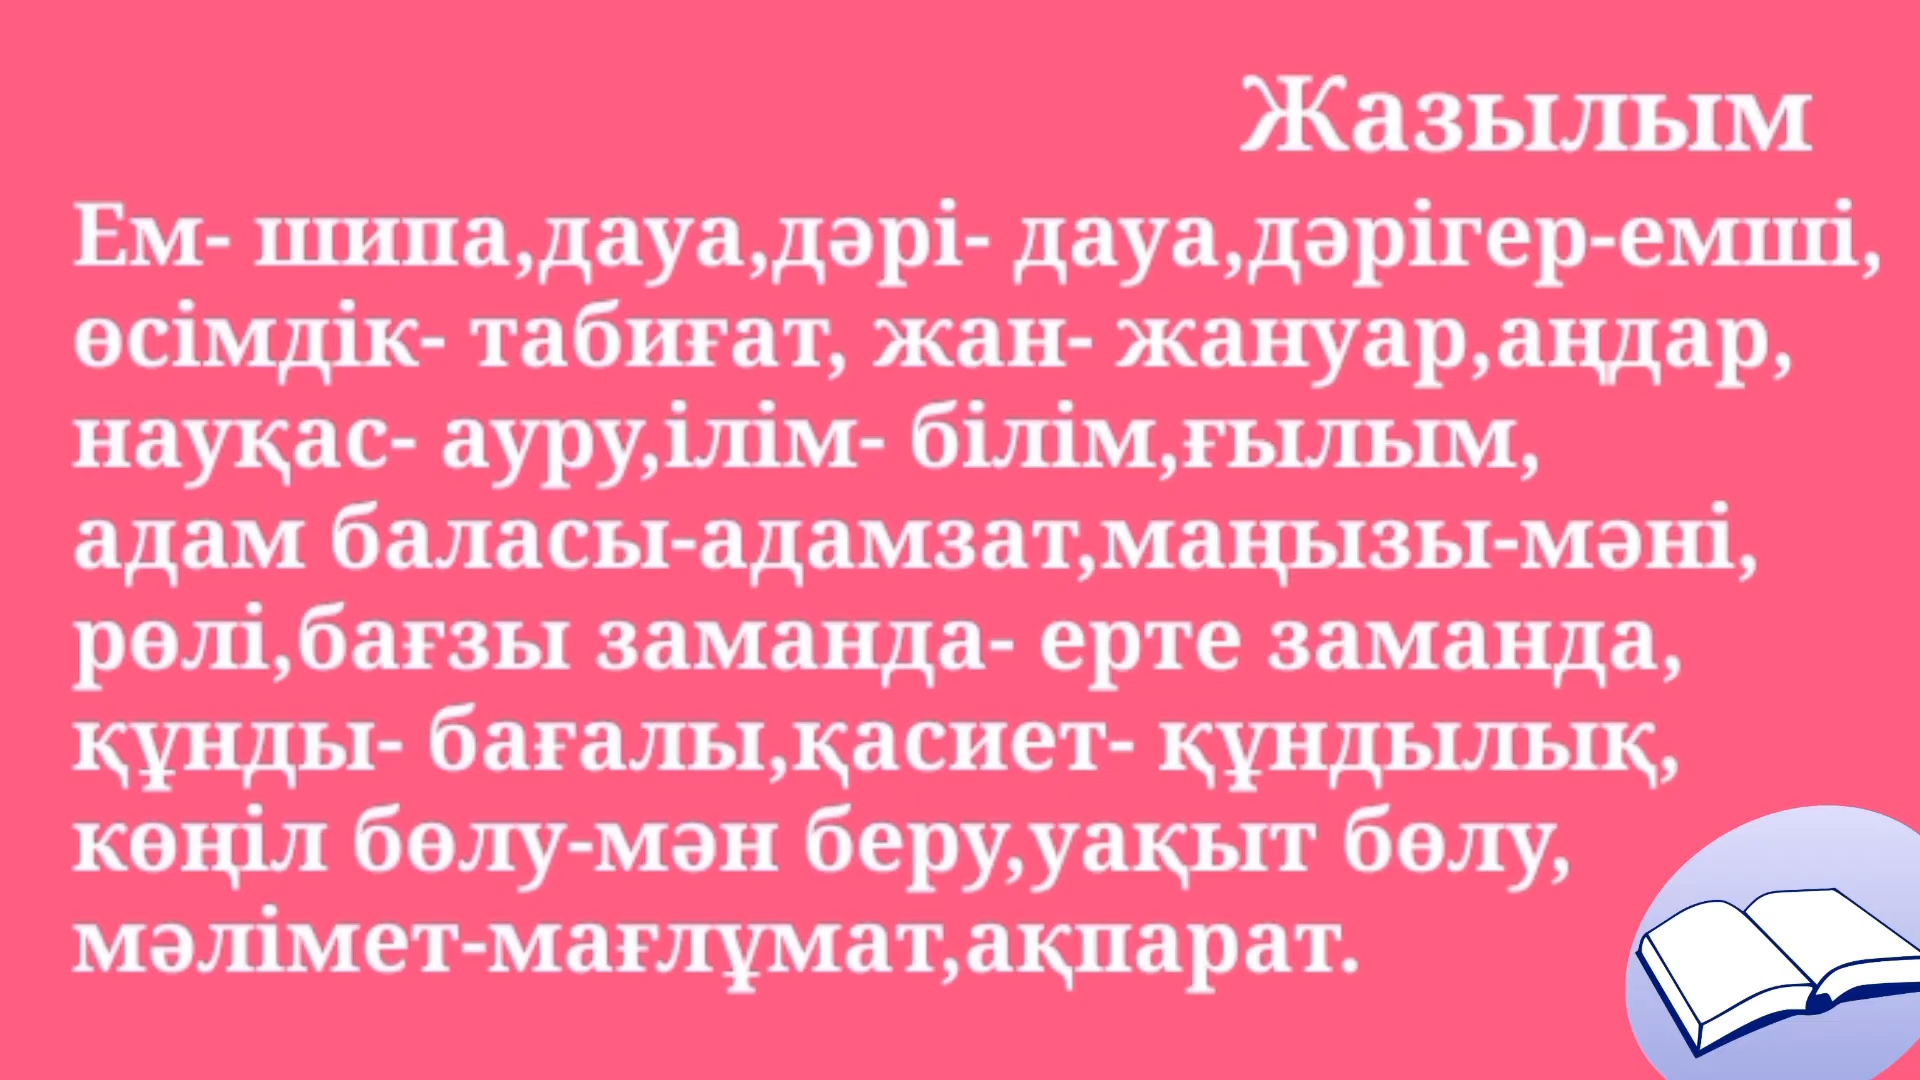 Жазылым
Ем- шипа,дауа,дәрі- дауа,дәрігер-емші,
өсімдік- табиғат, жан- жануар,аңдар,
науқас- ауру,ілім- білім,ғылым,
адам баласы-адамзат,маңызы-мәні,
рөлі,бағзы заманда- ерте заманда,
құнды- бағалы,қасиет- құндылық,
көңіл бөлу-мән беру,уақыт бөлу,
мәлімет-мағлұмат,ақпарат.